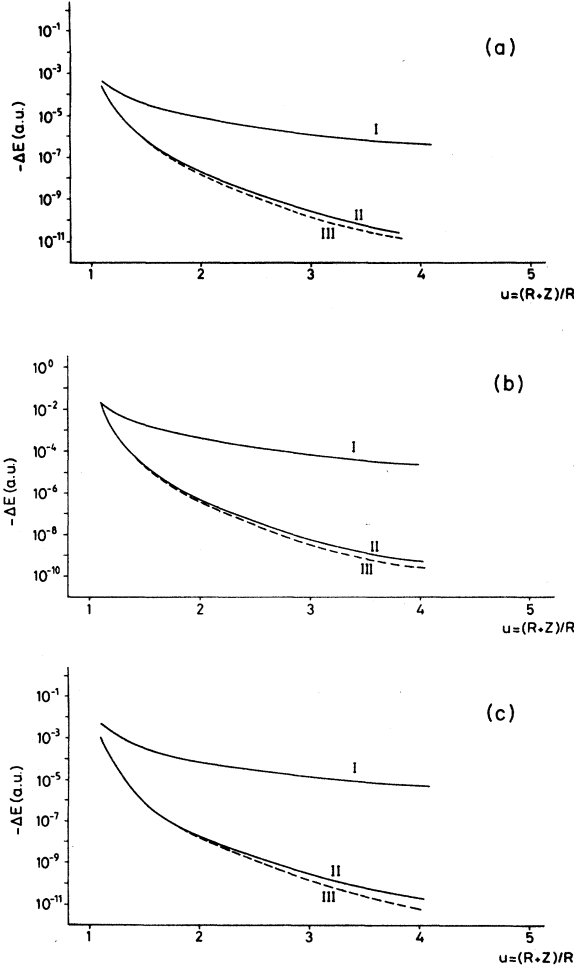 (a)
10⁻¹
10⁻³
10⁻⁵
10⁻⁷
10⁻⁹
10⁻¹¹
-ΔE (a.u.)
I
II
III
1 2 3 4 5
u=(R+Z)/R
(b)
10⁰
10⁻²
10⁻⁴
10⁻⁶
10⁻⁸
10⁻¹⁰
-ΔE (a.u.)
I
II
III
1 2 3 4 5
u=(R+Z)/R
(c)
10⁻¹
10⁻³
10⁻⁵
10⁻⁷
10⁻⁹
10⁻¹¹
-ΔE (a.u.)
I
II
III
1 2 3 4 5
u=(R+Z)/R